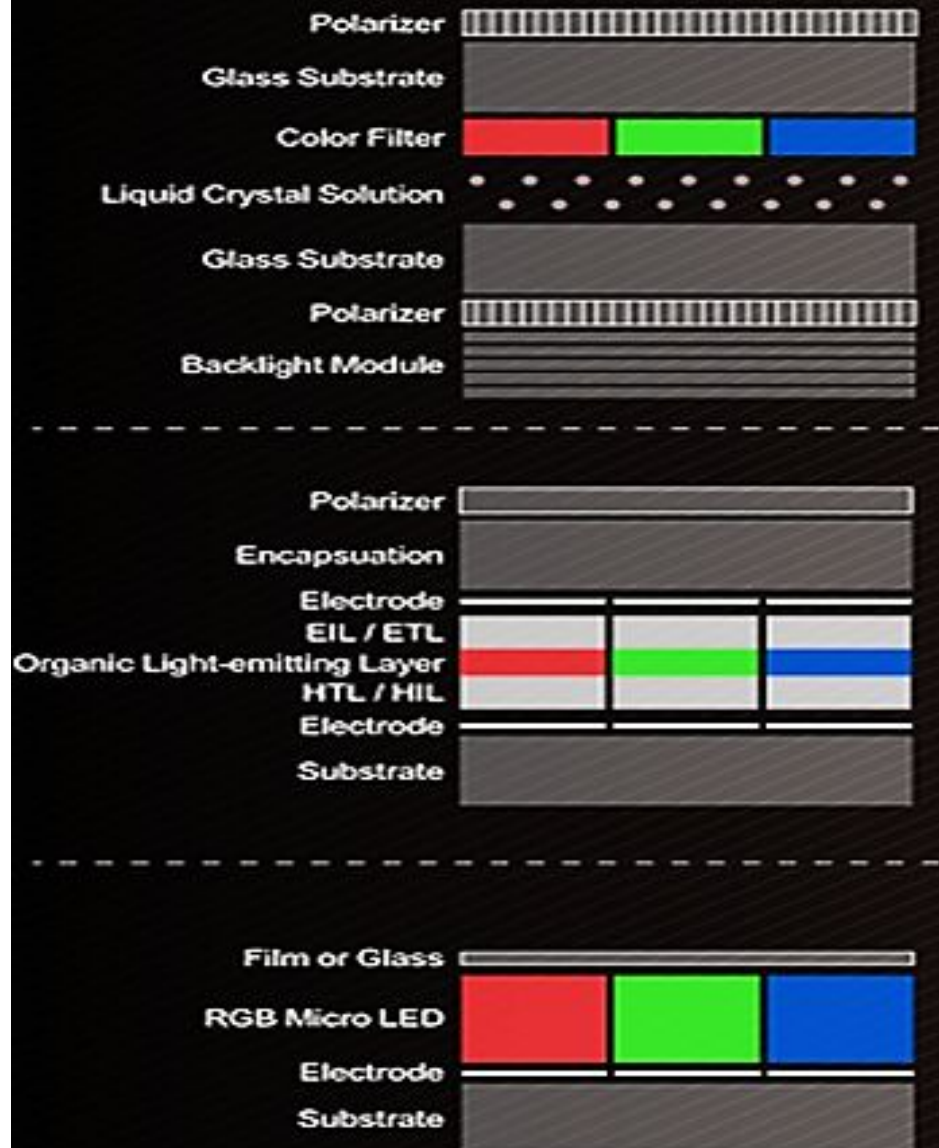 Polarizer
Glass Substrate
Color Filter
Liquid Crystal Solution
Glass Substrate
Polarizer
Backlight Module
Polarizer
Encapsuation
Electrode
EIL / ETL
Organic Light-emitting Layer
HTL / HIL
Electrode
Substrate
Film or Glass
RGB Micro LED
Electrode
Substrate